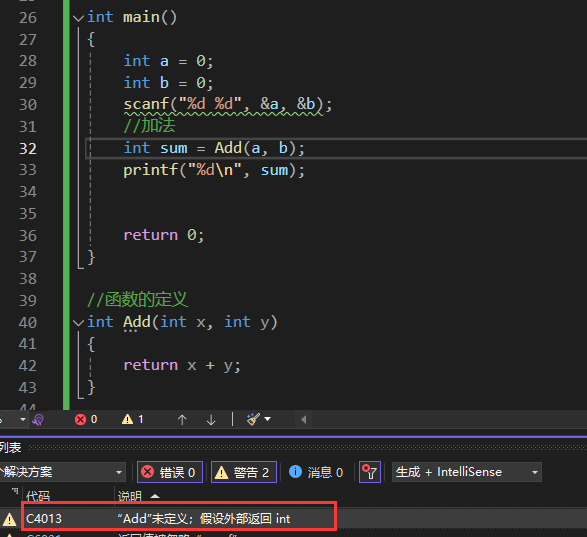 26 int main()
27 {
28 int a = 0;
29 int b = 0;
30 scanf("%d %d", &a, &b);
31 //加法
32 int sum = Add(a, b);
33 printf("%d\n", sum);
34
35
36 return 0;
37 }
38
39 //函数的定义
40 int Add(int x, int y)
41 {
42 return x + y;
43 }
44
0 1
列表
个解决方案 错误 0 警告 2 消息 0 生成 + IntelliSense
代码 说明
C4013 “Add”未定义；假设外部返回 int